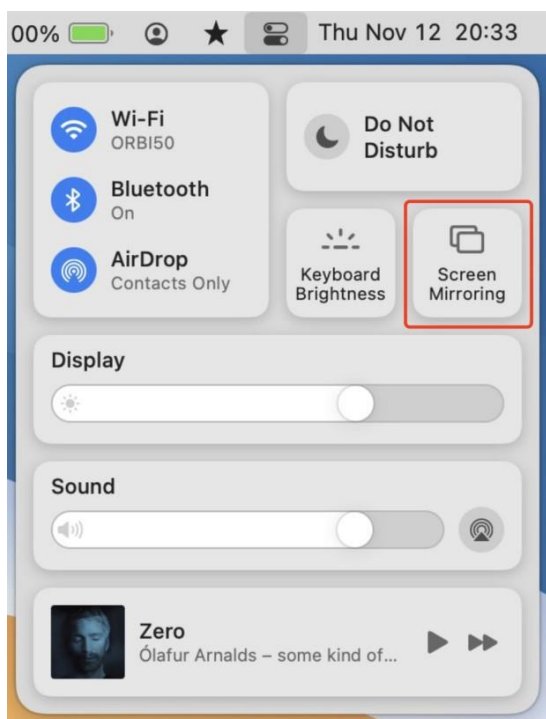 00% Thu Nov 12 20:33
Wi-Fi
ORBI50
Bluetooth
On
AirDrop
Contacts Only
Do Not
Disturb
Keyboard
Brightness
Screen
Mirroring
Display
Sound
Zero
Ólafur Arnalds – some kind of...